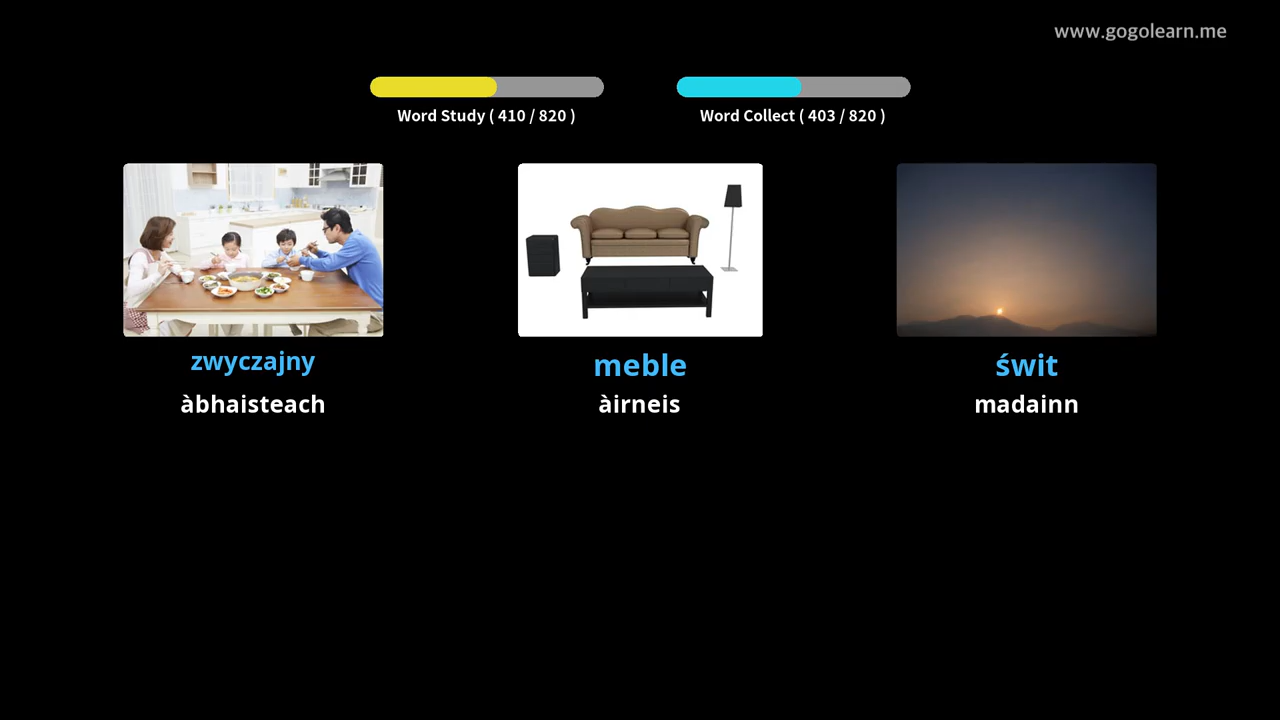 www.gogolearn.me
Word Study ( 410 / 820 )
Word Collect ( 403 / 820 )
zwyczajny
àbhaisteach
meble
àirneis
świt
madainn